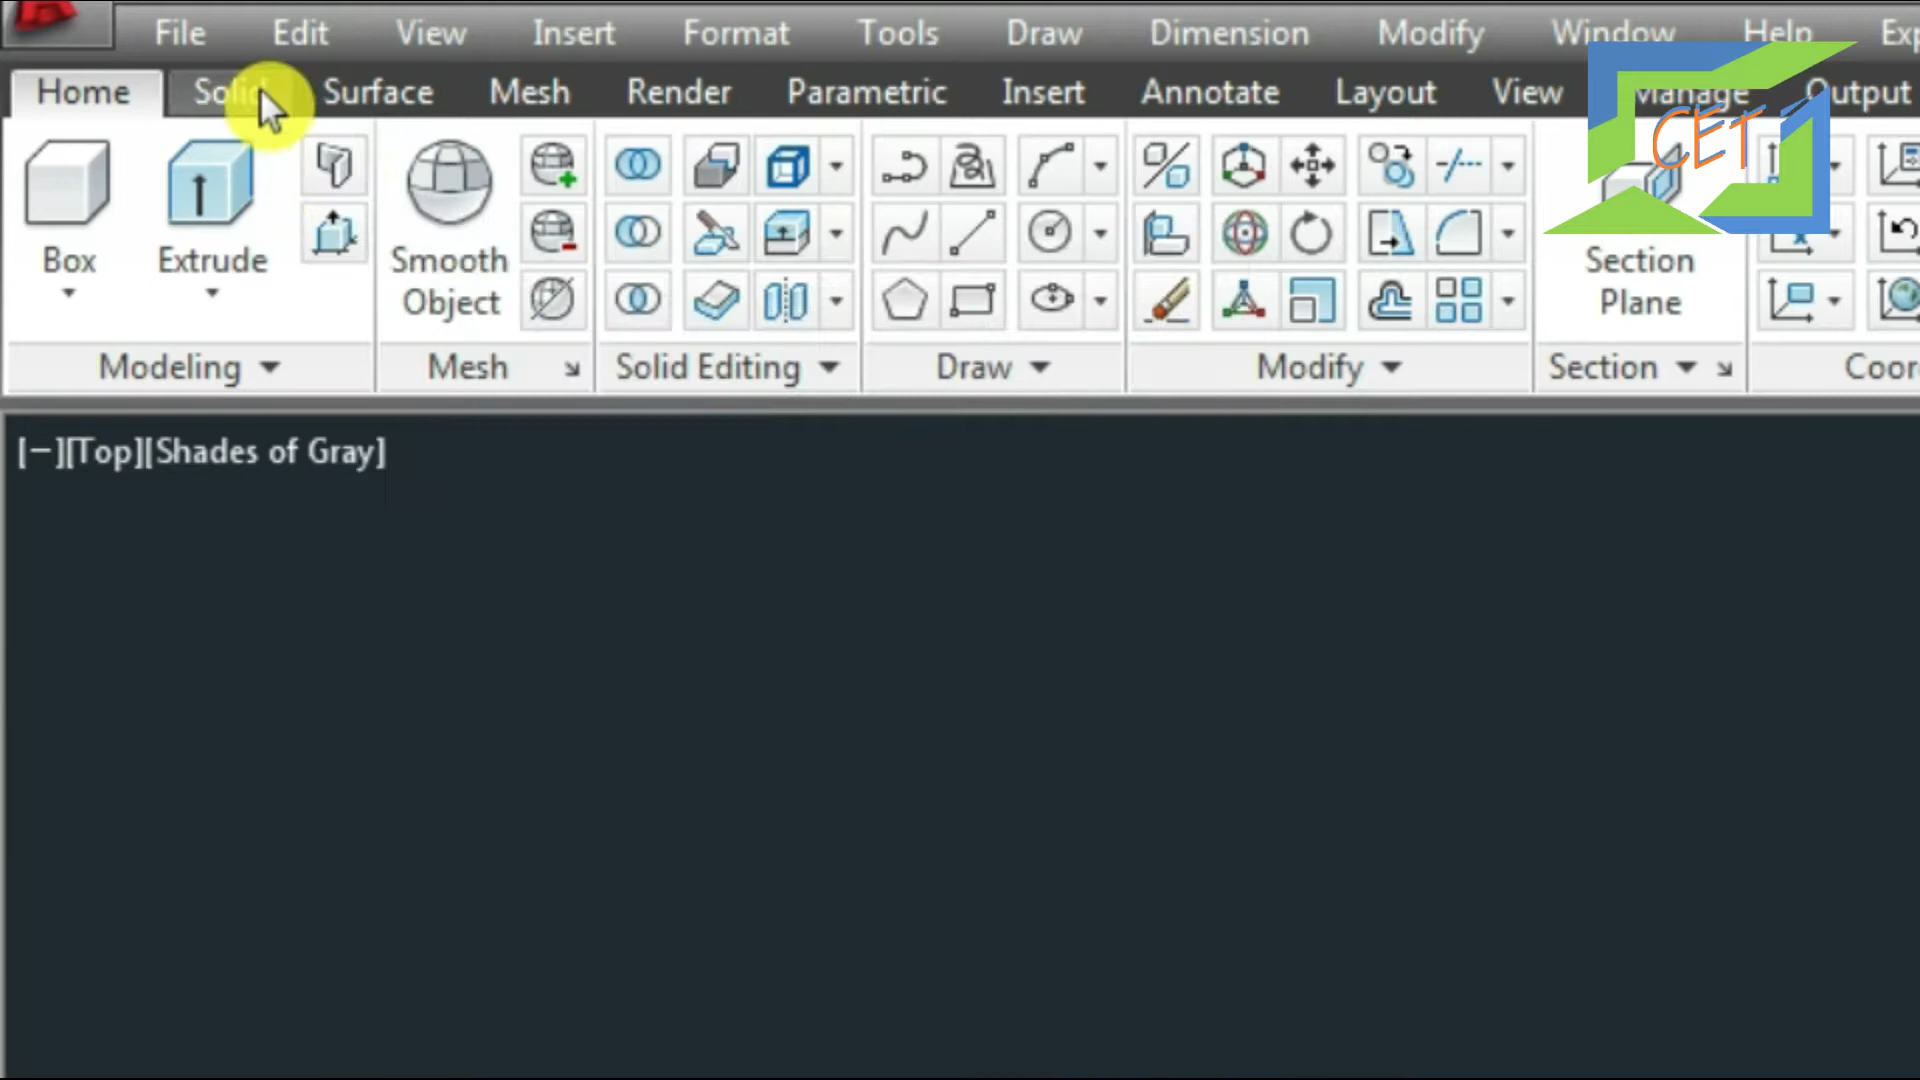 File Edit View Insert Format Tools Draw Dimension Modify Window Help
Home Solid Surface Mesh Render Parametric Insert Annotate Layout View Manage Output
CET
Box
Extrude
Smooth
Object
Section
Plane
Modeling
Mesh
Solid Editing
Draw
Modify
Section
[−][Top][Shades of Gray]